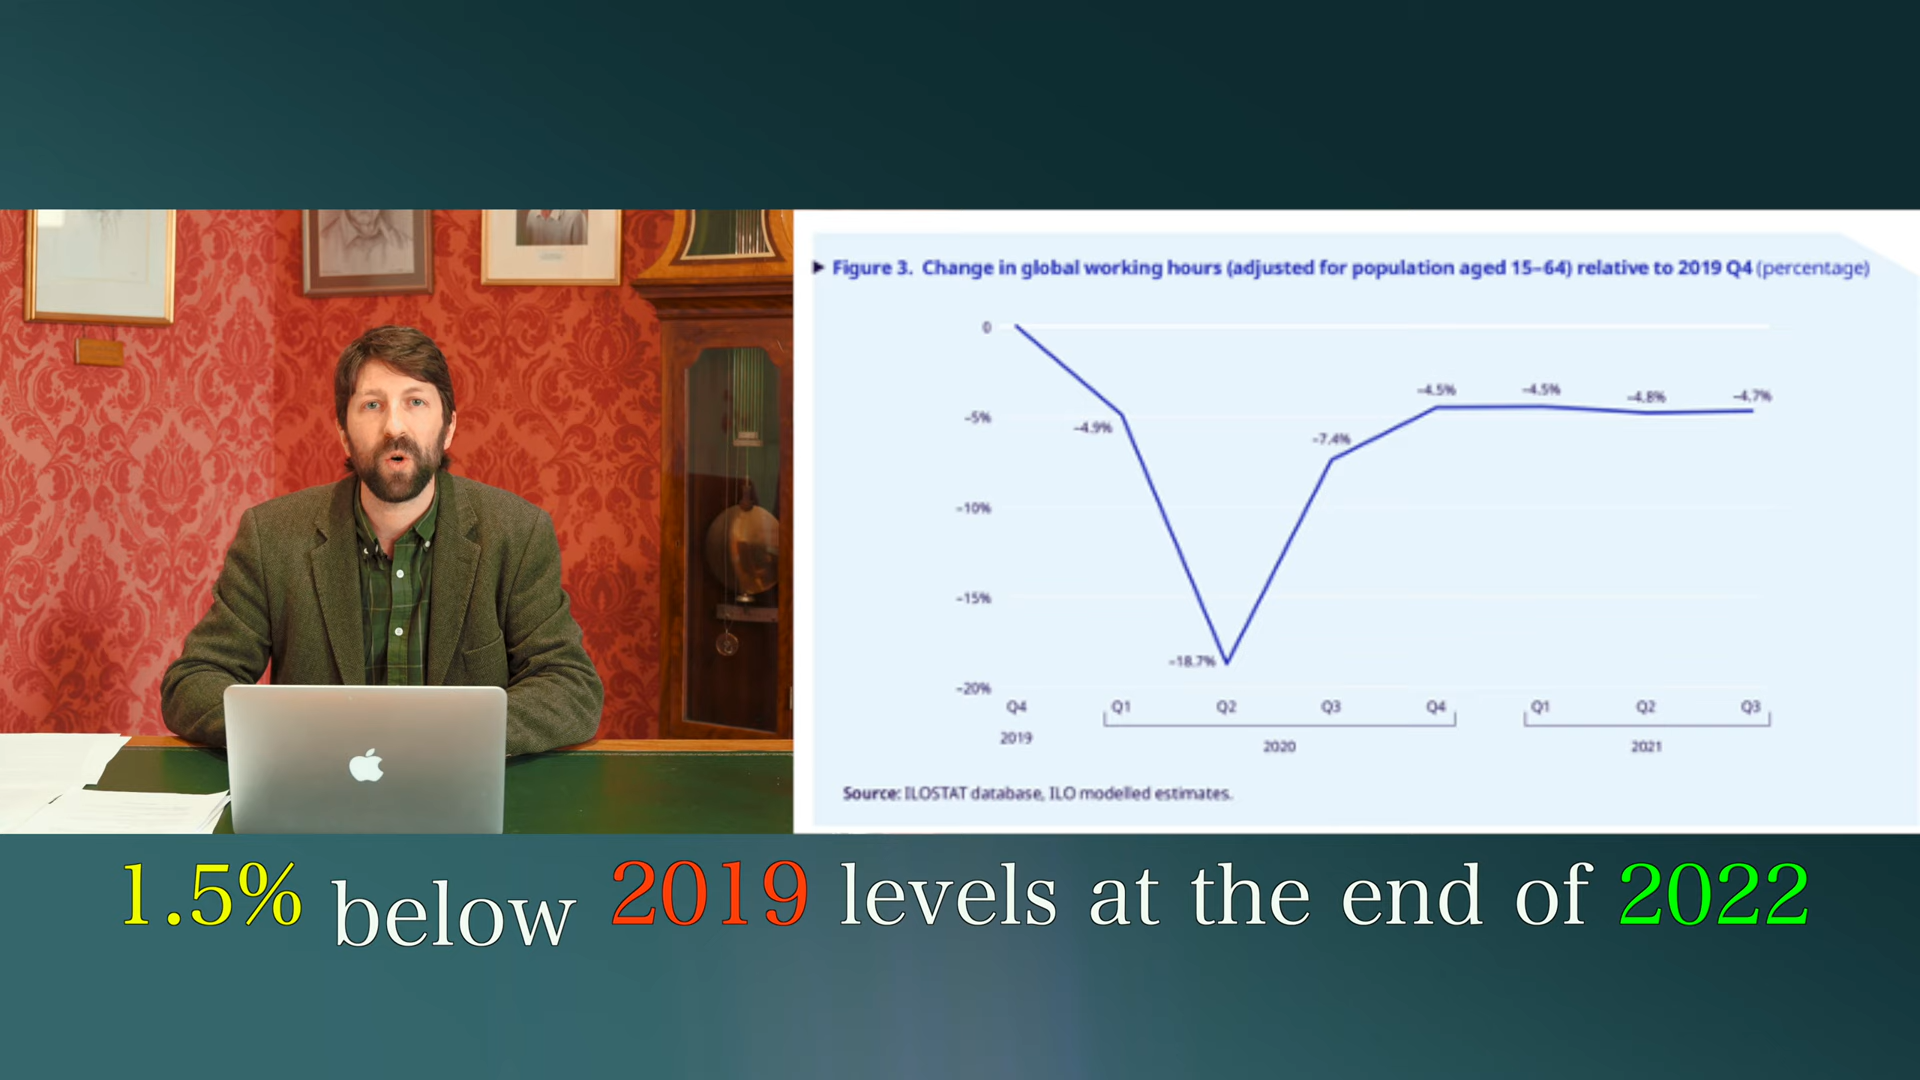 Figure 3. Change in global working hours (adjusted for population aged 15–64) relative to 2019 Q4 (percentage)
0
–5%
–10%
–15%
–20%
–4.9%
–18.7%
–7.4%
–4.5%
–4.5%
–4.8%
–4.7%
Q4 Q1 Q2 Q3 Q4 Q1 Q2 Q3
2019 2020 2021
Source: ILOSTAT database, ILO modelled estimates.
1.5% below 2019 levels at the end of 2022